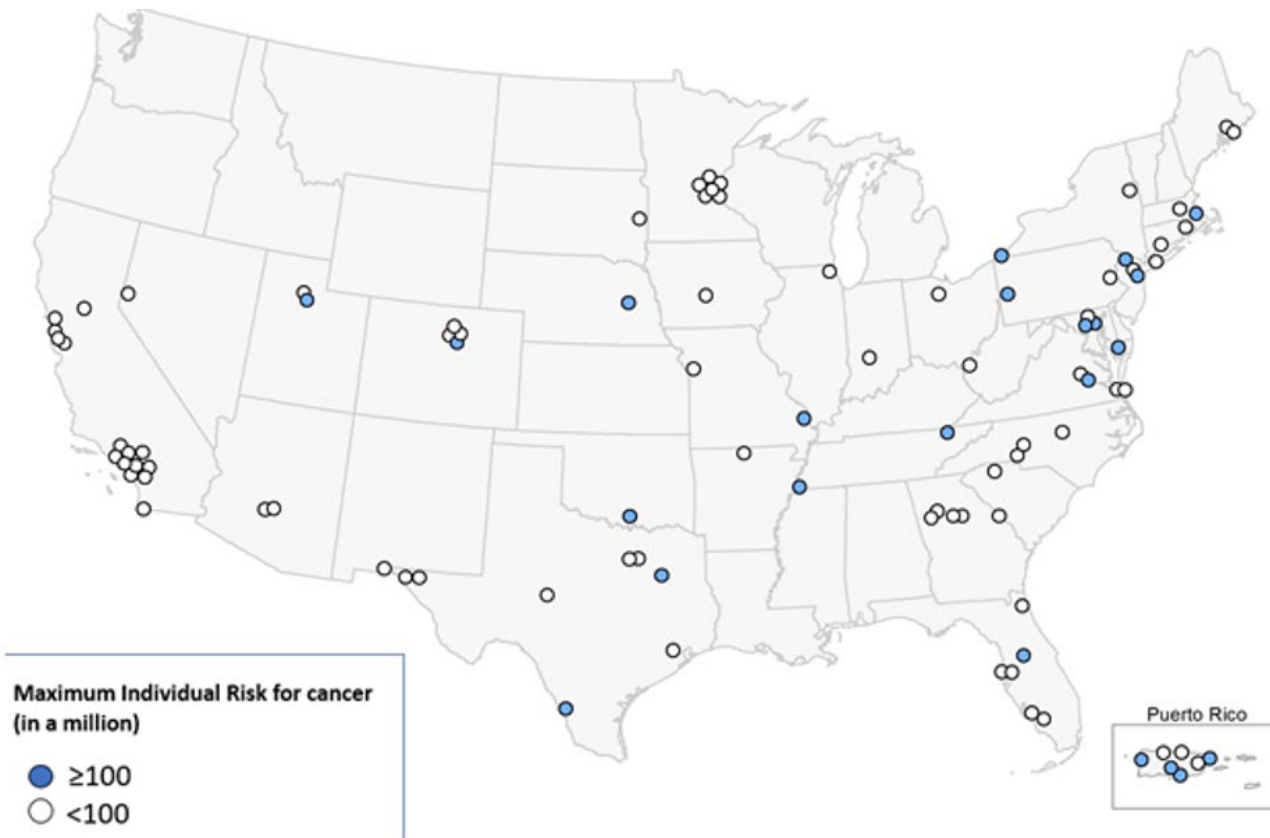 Puerto Rico
Maximum Individual Risk for cancer
(in a million)
≥100
<100